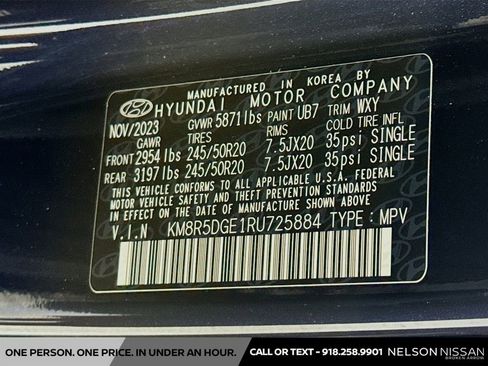 MANUFACTURED IN KOREA BY
HYUNDAI MOTOR COMPANY
NOV/2023 GVWR 5871 lbs PAINT UB7 TRIM WXY
GAWR TIRES RIMS COLD TIRE INFL
FRONT 2954 lbs 245/50R20 7.5JX20 35psi SINGLE
REAR 3197 lbs 245/50R20 7.5JX20 35psi SINGLE
THIS VEHICLE CONFORMS TO ALL APPLICABLE U.S.A. FEDERAL
MOTOR VEHICLE SAFETY AND THEFT PREVENTION STANDARDS
IN EFFECT ON THE DATE OF MANUFACTURE SHOWN ABOVE.
V.I.N KM8R5DGE1RU725884 TYPE : MPV
ONE PERSON. ONE PRICE. IN UNDER AN HOUR. CALL OR TEXT - 918.258.9901 NELSON NISSAN
BROKEN ARROW